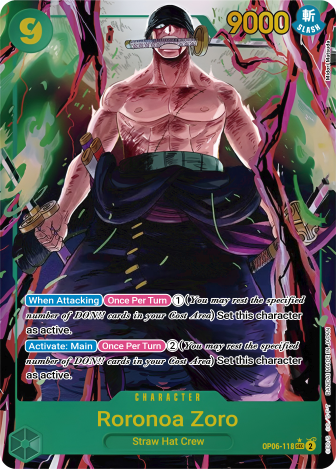 9
9000
斬
SLASH
When Attacking Once Per Turn ① (You may rest the specified
number of DON!! cards in your Cost Area) Set this character
as active.
Activate: Main Once Per Turn ② (You may rest the specified
number of DON!! cards in your Cost Area) Set this character
as active.
CHARACTER
Roronoa Zoro
Straw Hat Crew
OP06-118 SEC 2